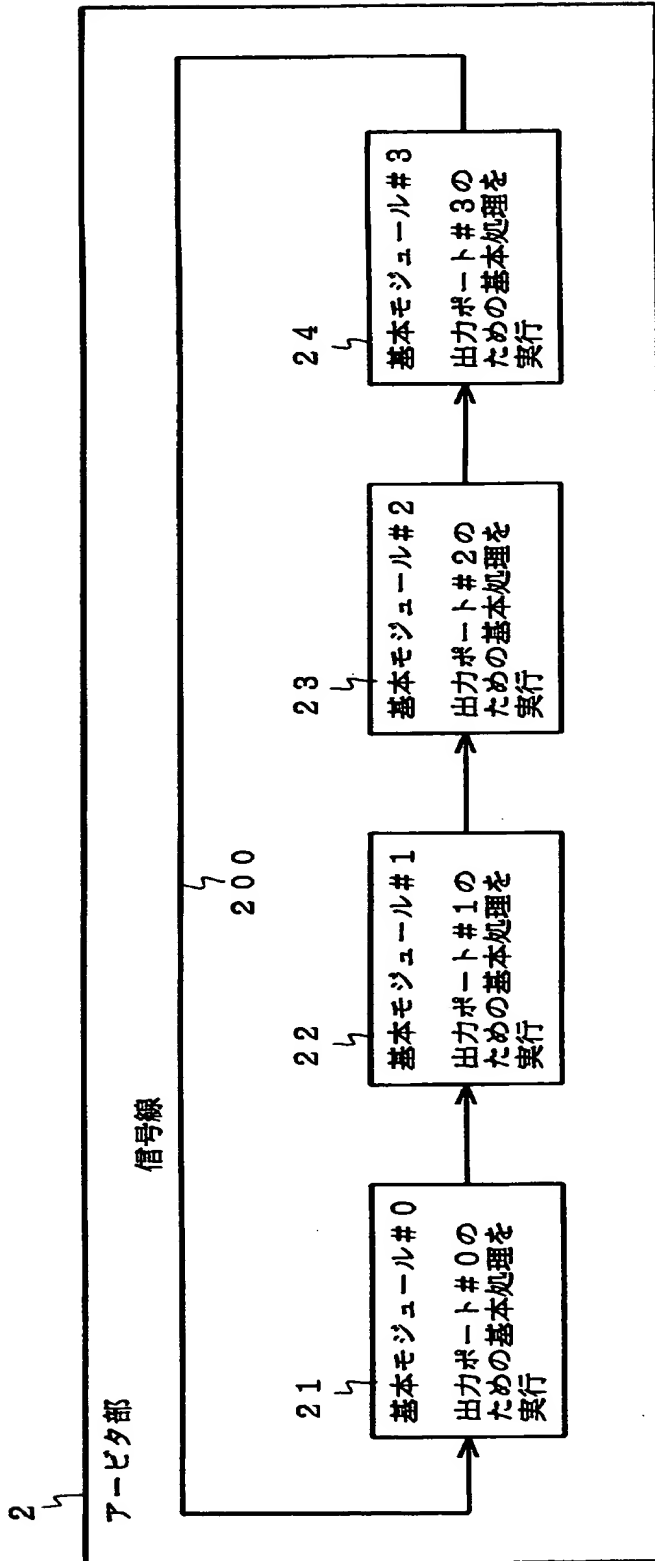 2
アービタ部
信号線
200
21
基本モジュール#0
出力ポート#0の
ための基本処理を
実行
22
基本モジュール#1
出力ポート#1の
ための基本処理を
実行
23
基本モジュール#2
出力ポート#2の
ための基本処理を
実行
24
基本モジュール#3
出力ポート#3の
ための基本処理を
実行